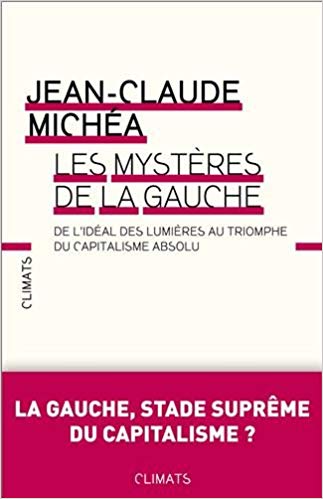 JEAN-CLAUDE
MICHÉA
LES MYSTÈRES
DE LA GAUCHE
DE L'IDÉAL DES LUMIÈRES AU TRIOMPHE
DU CAPITALISME ABSOLU
CLIMATS
LA GAUCHE, STADE SUPRÊME
DU CAPITALISME ?
CLIMATS